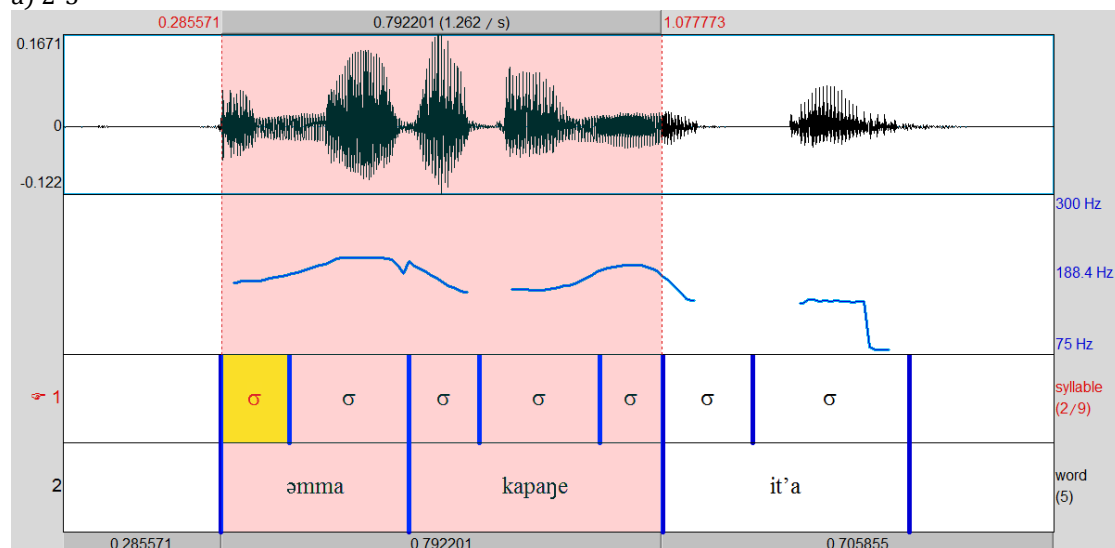 a) 2-3
0.285571 0.792201 (1.262 / s) 1.077773
0.1671
0
-0.122
300 Hz
188.4 Hz
75 Hz
☞ 1 σ σ σ σ σ σ σ syllable (2/9)
2 əmma kapaŋe it’a word (5)
0.285571 0.792201 0.705855